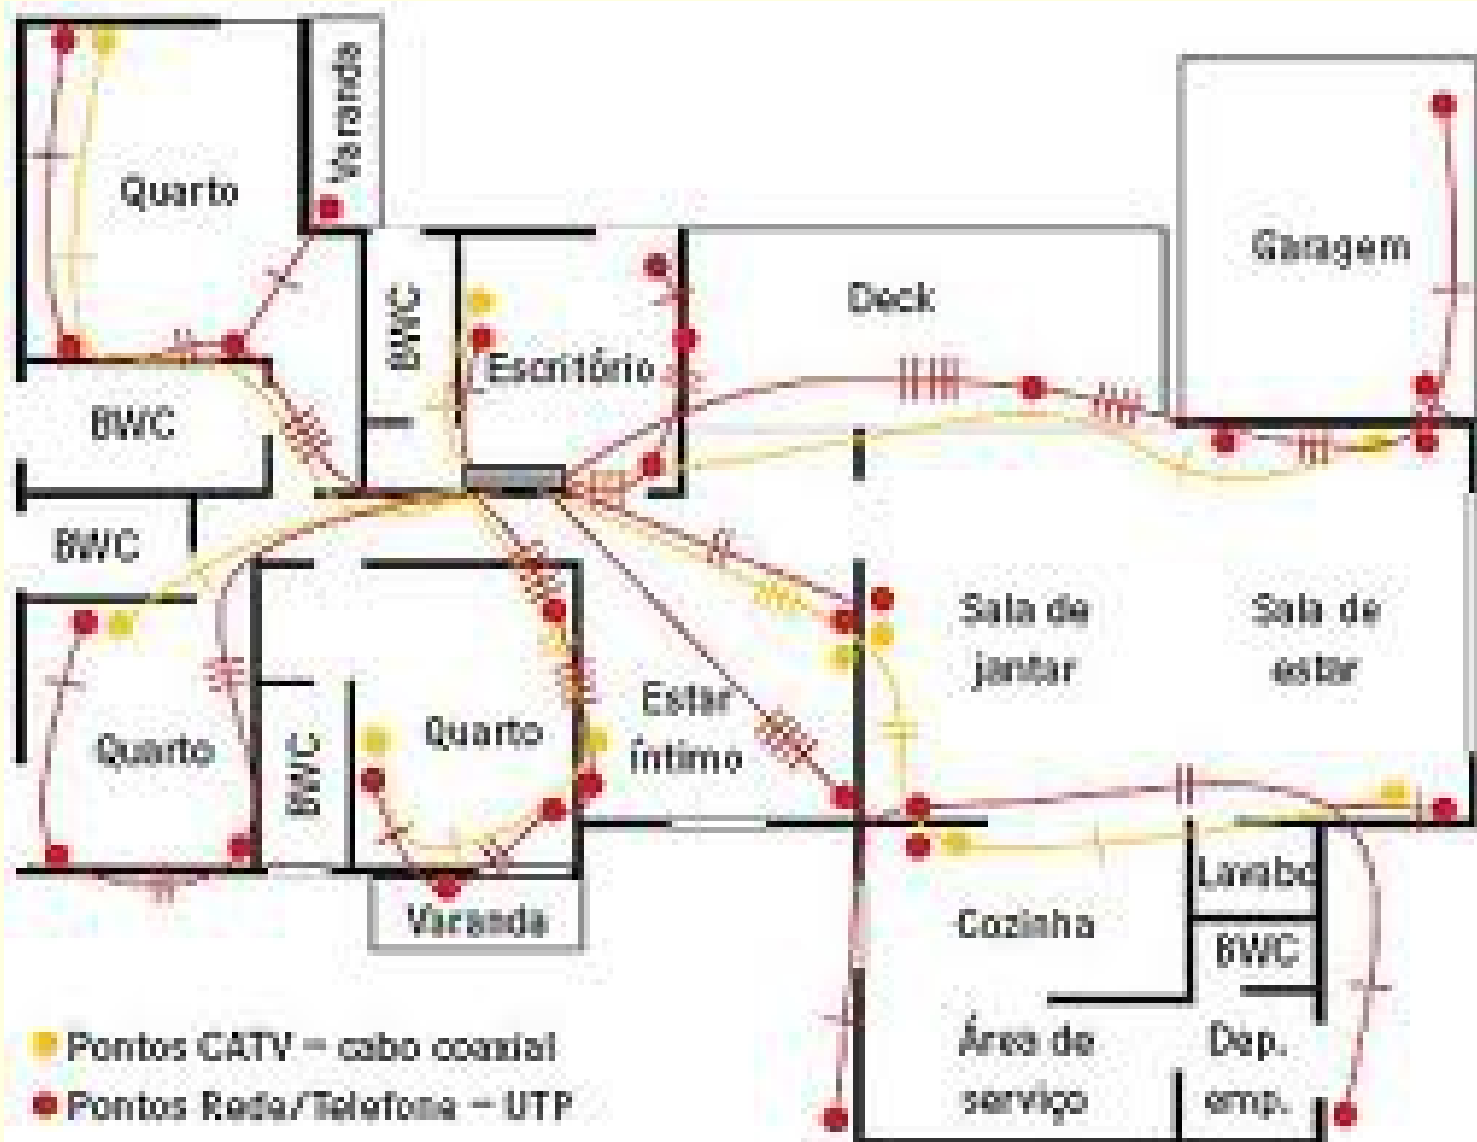 Varanda
Quarto
Garagem
BWC
Deck
Escritório
BWC
BWC
Sala de
jantar
Sala de
estar
Estar
íntimo
Quarto
Quarto
BWC
Lavabo
Varanda
Cozinha
BWC
Área de
serviço
Dep.
emp.
Pontos CATV – cabo coaxial
Pontos Rede/Telefone – UTP